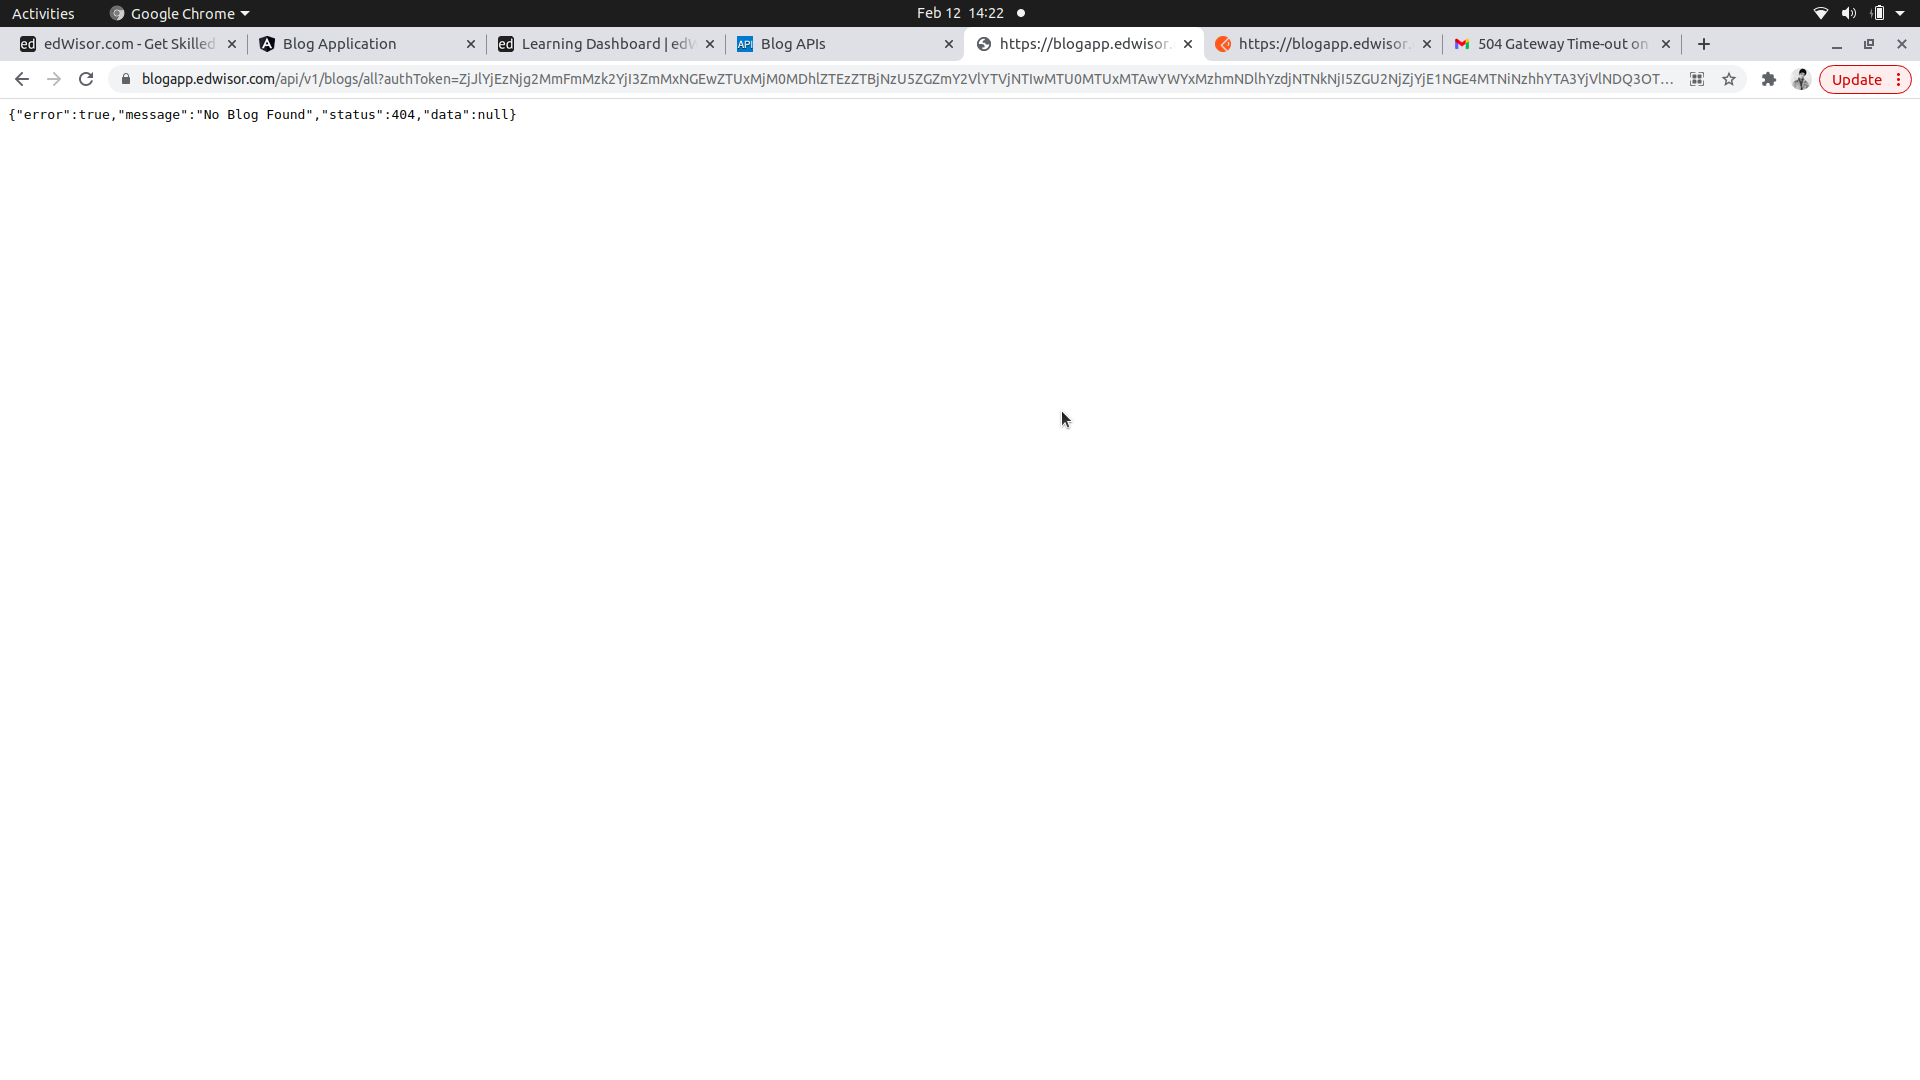 Activities Google Chrome Feb 12 14:22
edWisor.com - Get Skilled Blog Application Learning Dashboard | edW Blog APIs https://blogapp.edwisor. https://blogapp.edwisor. 504 Gateway Time-out on
blogapp.edwisor.com/api/v1/blogs/all?authToken=ZjJlYjEzNjg2MmFmMzk2YjI3ZmMxNGEwZTUxMjM0MDhlZTEzZTBjNzU5ZGZmY2VlYTVjNTIwMTU0MTUxMTAwYWYxMzhmNDlhYzdjNTNkNjI5ZGU2NjZjYjE1NGE4MTNiNzhhYTA3YjVlNDQ3OT... Update
{"error":true,"message":"No Blog Found","status":404,"data":null}